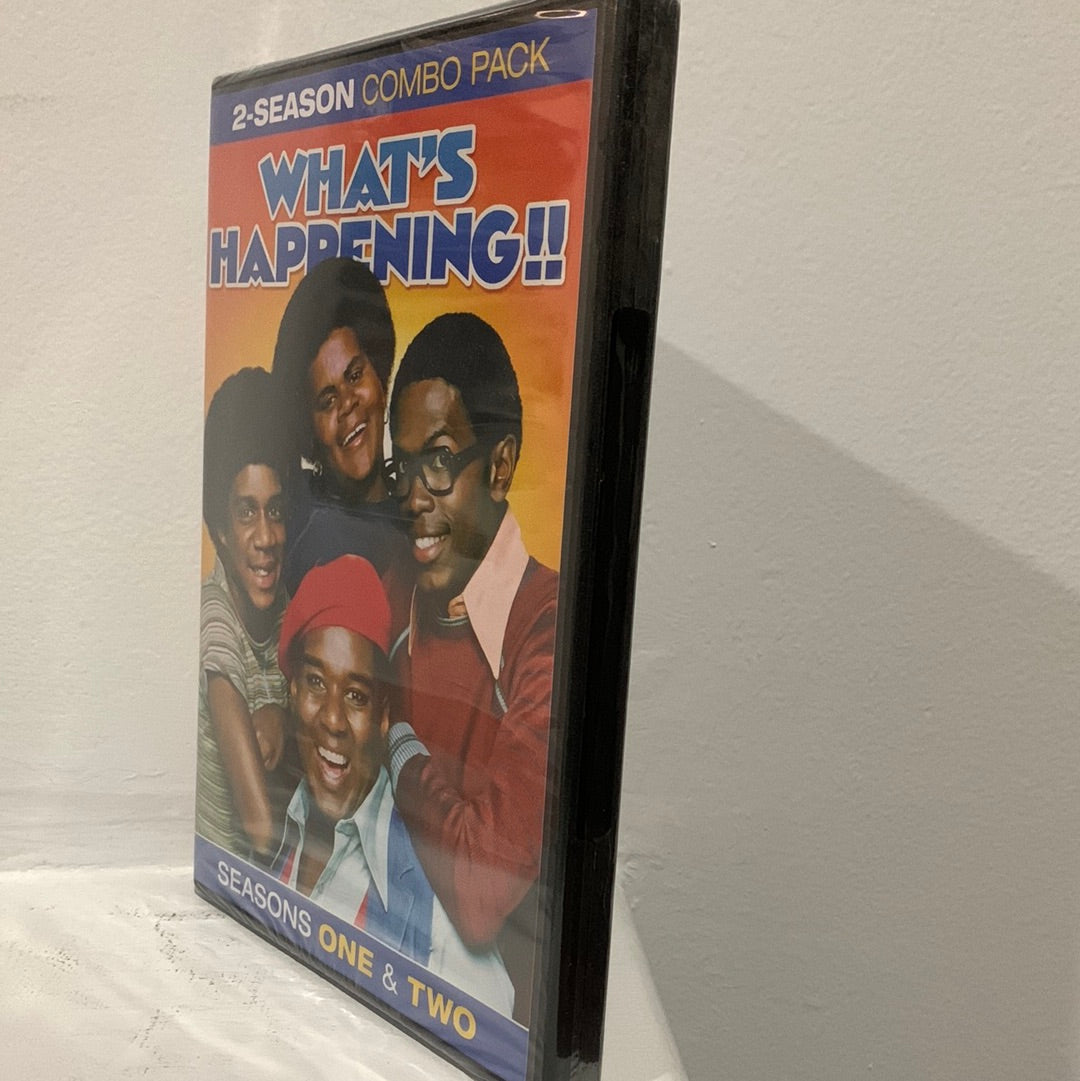 2-SEASON COMBO PACK
WHAT'S
HAPPENING!!
SEASONS ONE & TWO